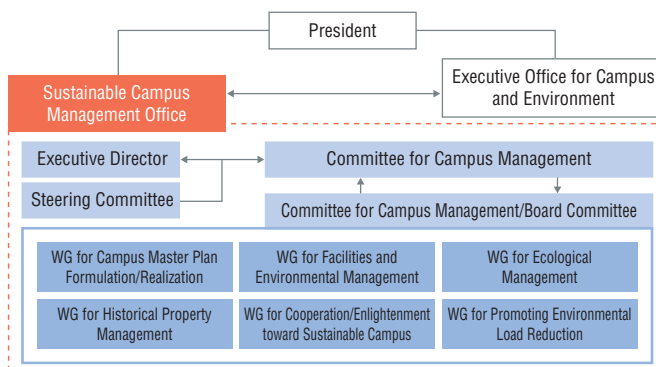 President
Executive Office for Campus
and Environment
Sustainable Campus
Management Office
Executive Director
Committee for Campus Management
Steering Committee
Committee for Campus Management/Board Committee
WG for Campus Master Plan
Formulation/Realization
WG for Facilities and
Environmental Management
WG for Ecological
Management
WG for Historical Property
Management
WG for Cooperation/Enlightenment
toward Sustainable Campus
WG for Promoting Environmental
Load Reduction